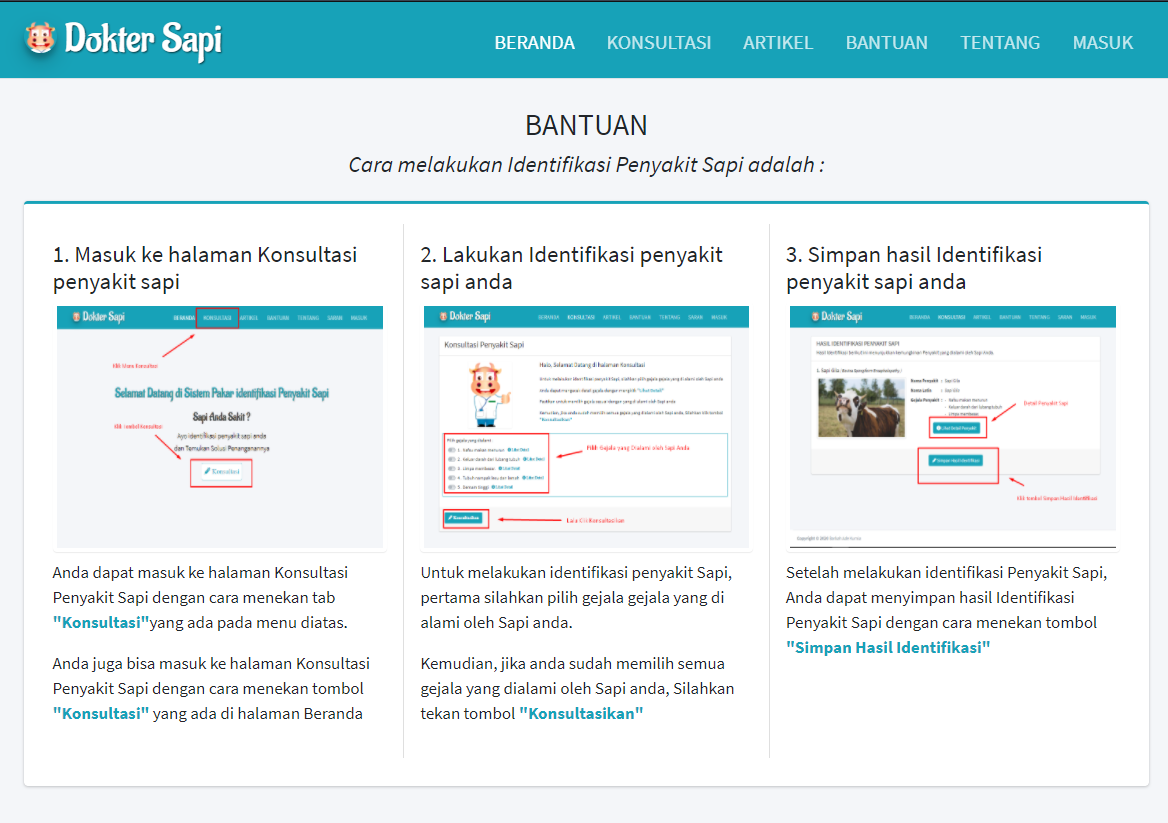 Dokter Sapi
BERANDA KONSULTASI ARTIKEL BANTUAN TENTANG MASUK
BANTUAN
Cara melakukan Identifikasi Penyakit Sapi adalah :
1. Masuk ke halaman Konsultasi
penyakit sapi
Dokter Sapi
BERANDA KONSULTASI ARTIKEL BANTUAN TENTANG SARAN MASUK
Klik Menu Konsultasi
Selamat Datang di Sistem Pakar Identifikasi Penyakit Sapi
Sapi Anda Sakit ?
Klik tombol Konsultasi
Ayo identifikasi penyakit sapi anda
dan Temukan Solusi Penanganannya
Konsultasi
Anda dapat masuk ke halaman Konsultasi
Penyakit Sapi dengan cara menekan tab
"Konsultasi"yang ada pada menu diatas.
Anda juga bisa masuk ke halaman Konsultasi
Penyakit Sapi dengan cara menekan tombol
"Konsultasi" yang ada di halaman Beranda
2. Lakukan Identifikasi penyakit
sapi anda
Dokter Sapi
BERANDA KONSULTASI ARTIKEL BANTUAN TENTANG SARAN MASUK
Konsultasi Penyakit Sapi
Halo, Selamat Datang di halaman Konsultasi
Pilih gejala yang dialami
Pilih Gejala yang Dialami oleh Sapi Anda
Lalu Klik Konsultasikan
Konsultasikan
Untuk melakukan identifikasi penyakit Sapi,
pertama silahkan pilih gejala gejala yang di
alami oleh Sapi anda.
Kemudian, jika anda sudah memilih semua
gejala yang dialami oleh Sapi anda, Silahkan
tekan tombol "Konsultasikan"
3. Simpan hasil Identifikasi
penyakit sapi anda
Dokter Sapi
BERANDA KONSULTASI ARTIKEL BANTUAN TENTANG SARAN MASUK
HASIL IDENTIFIKASI PENYAKIT SAPI
1. Sapi Gila
Nama Penyakit : Sapi Gila
Detail Penyakit Sapi
Lihat Detail Penyakit
Simpan Hasil Identifikasi
Klik tombol Simpan Hasil Identifikasi
Setelah melakukan identifikasi Penyakit Sapi,
Anda dapat menyimpan hasil Identifikasi
Penyakit Sapi dengan cara menekan tombol
"Simpan Hasil Identifikasi"